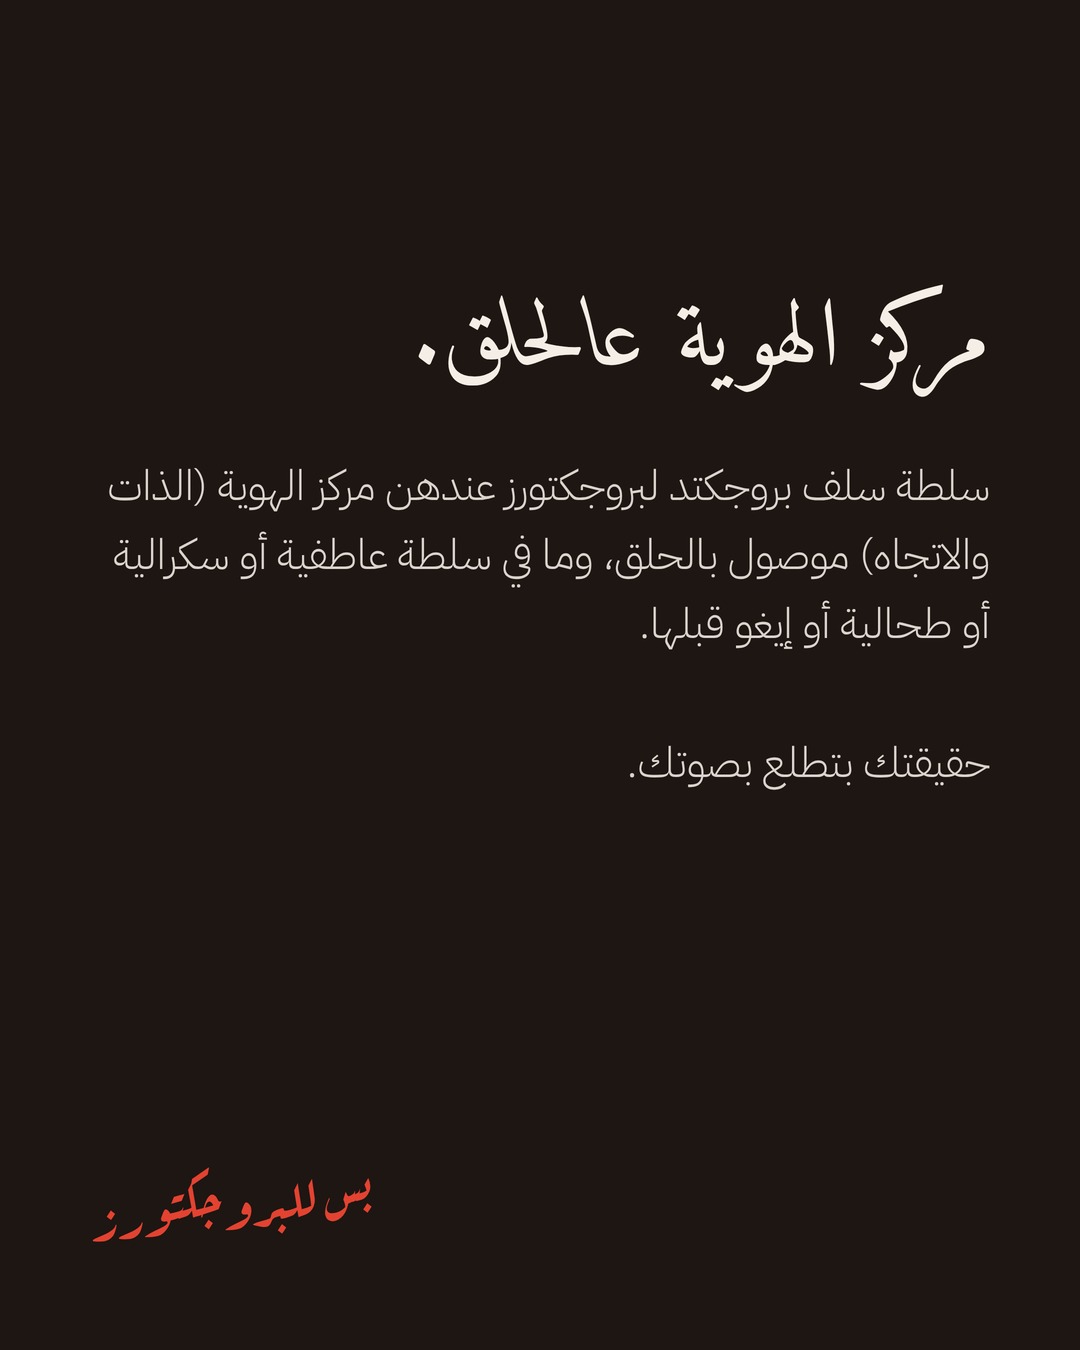 مركز الهوية عالحلق.
سلطة سلف بروجكتد لبروجكتورز عندهن مركز الهوية (الذات
والاتجاه) موصول بالحلق، وما في سلطة عاطفية أو سكرالية
أو طحالية أو إيغو قبلها.
حقيقتك بتطلع بصوتك.
بس للبروجكتورز